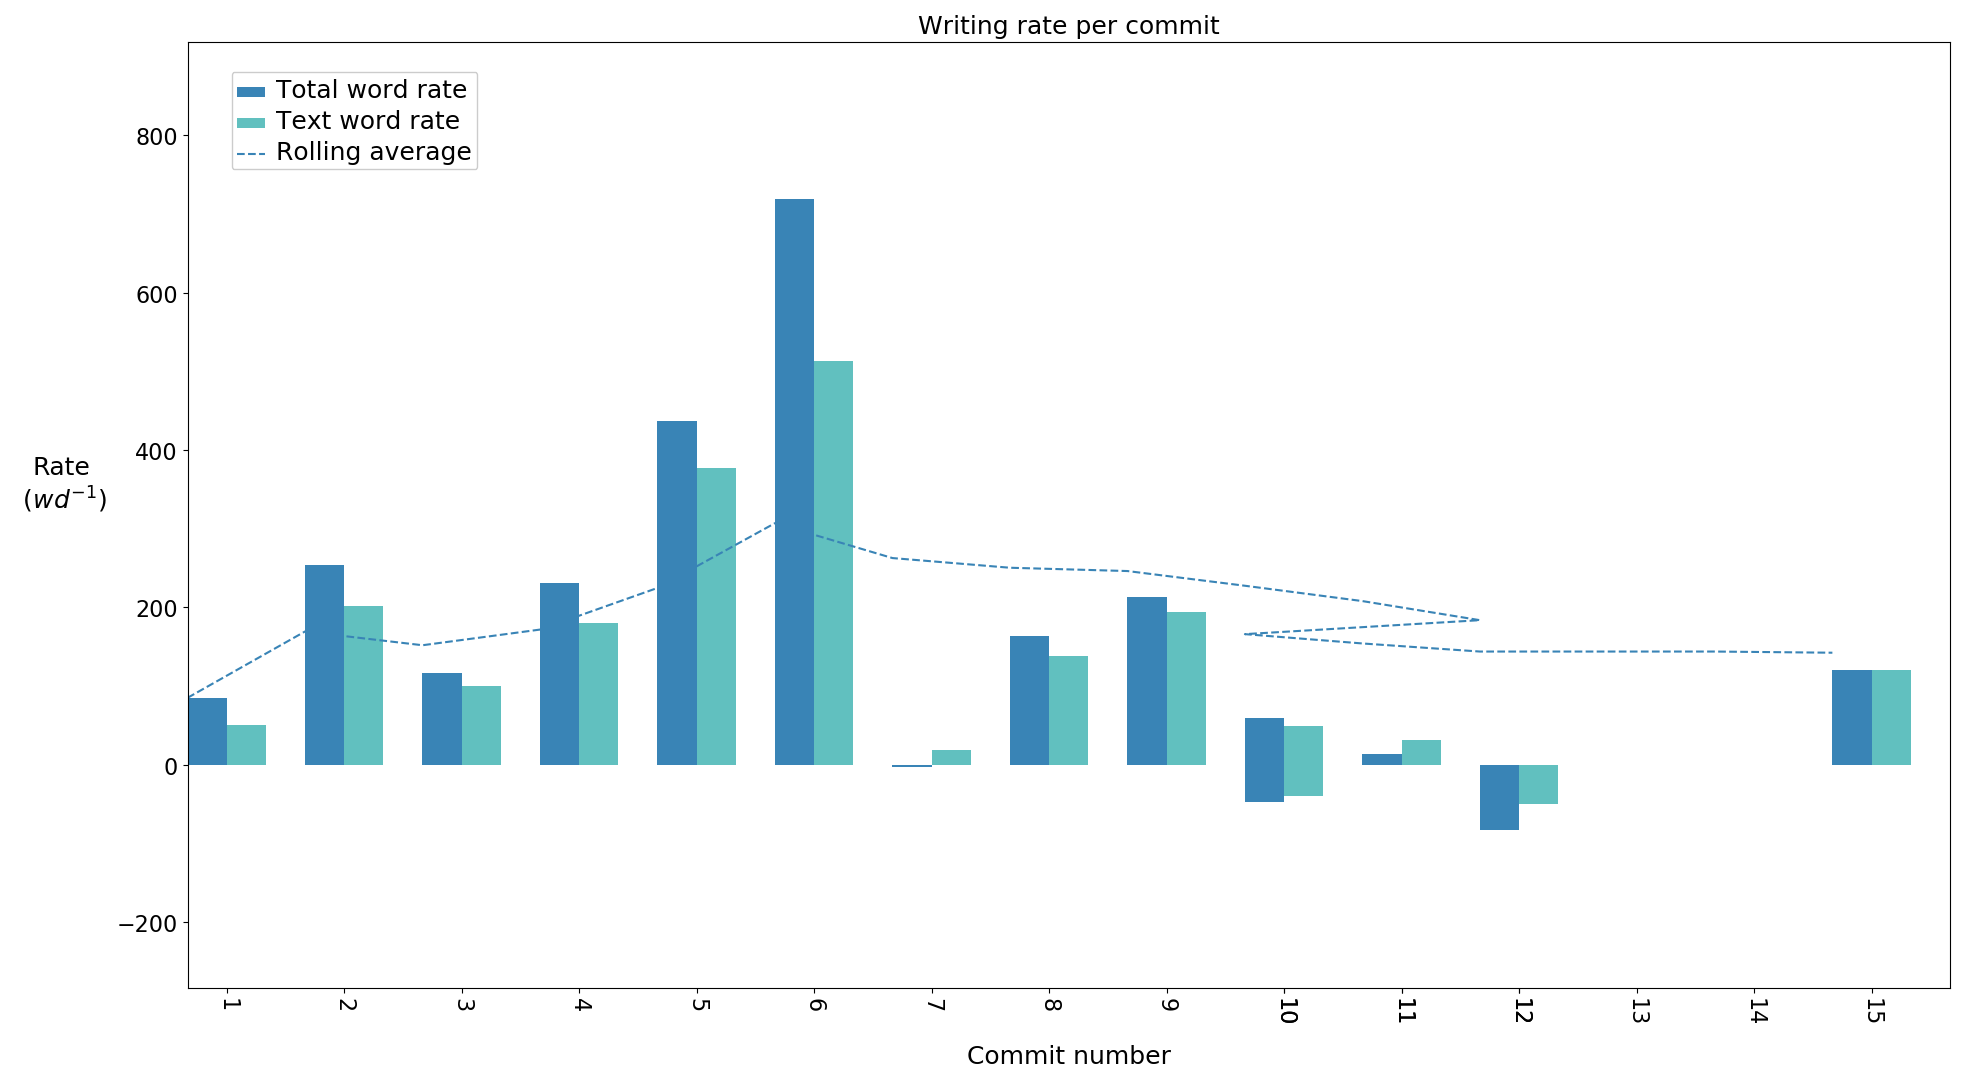 Writing rate per commit
Total word rate
Text word rate
Rolling average
800
600
400
200
0
−200
Rate
(wd⁻¹)
1 2 3 4 5 6 7 8 9 10 11 12 13 14 15
Commit number